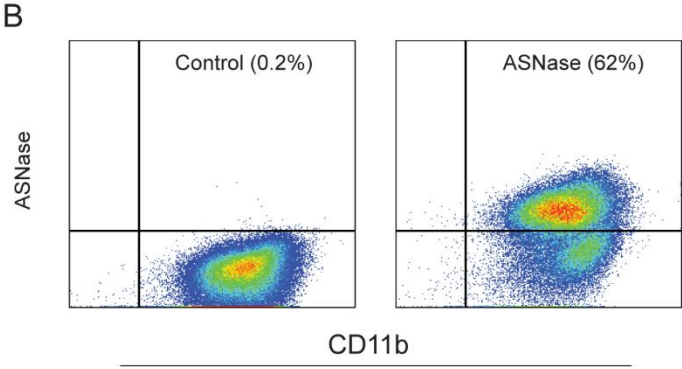 B
Control (0.2%)
ASNase (62%)
ASNase
CD11b